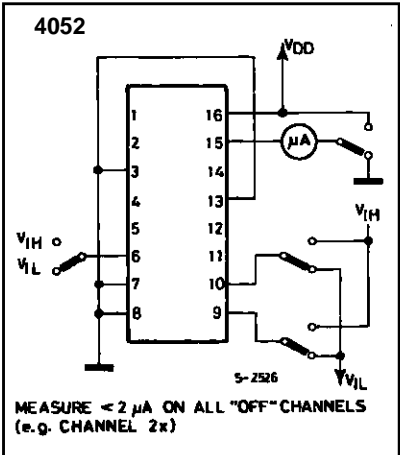 4052
VDD
1 16
2 15 μA
3 14
4 13
VIH
5 12
VIH
VIL
6 11
7 10
8 9
S-2526
VIL
MEASURE < 2 μA ON ALL "OFF" CHANNELS
(e.g. CHANNEL 2x)